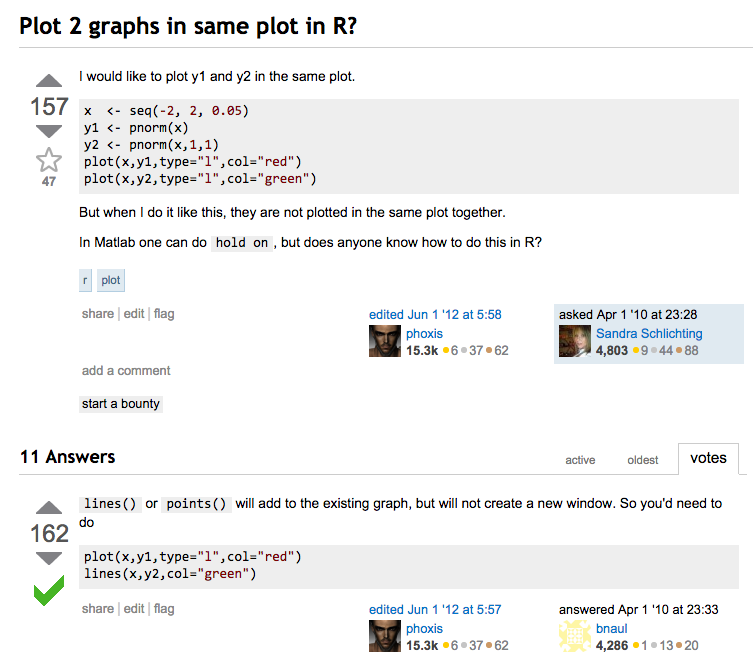 Plot 2 graphs in same plot in R?
157
47
I would like to plot y1 and y2 in the same plot.
x  <- seq(-2, 2, 0.05)
y1 <- pnorm(x)
y2 <- pnorm(x,1,1)
plot(x,y1,type="l",col="red")
plot(x,y2,type="l",col="green")
But when I do it like this, they are not plotted in the same plot together.
In Matlab one can do hold on , but does anyone know how to do this in R?
r plot
share | edit | flag
edited Jun 1 '12 at 5:58
phoxis
15.3k ●6 ●37 ●62
asked Apr 1 '10 at 23:28
Sandra Schlichting
4,803 ●9 ●44 ●88
add a comment
start a bounty
11 Answers
active oldest votes
162
lines() or points() will add to the existing graph, but will not create a new window. So you'd need to
do
plot(x,y1,type="l",col="red")
lines(x,y2,col="green")
share | edit | flag
edited Jun 1 '12 at 5:57
phoxis
15.3k ●6 ●37 ●62
answered Apr 1 '10 at 23:33
bnaul
4,286 ●1 ●13 ●20